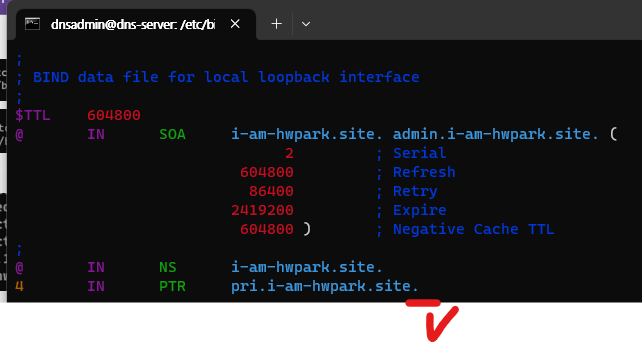 dnsadmin@dns-server: /etc/bi
;
; BIND data file for local loopback interface
;
$TTL 604800
@ IN SOA i-am-hwpark.site. admin.i-am-hwpark.site. (
2 ; Serial
604800 ; Refresh
86400 ; Retry
2419200 ; Expire
604800 ) ; Negative Cache TTL
;
@ IN NS i-am-hwpark.site.
4 IN PTR pri.i-am-hwpark.site.